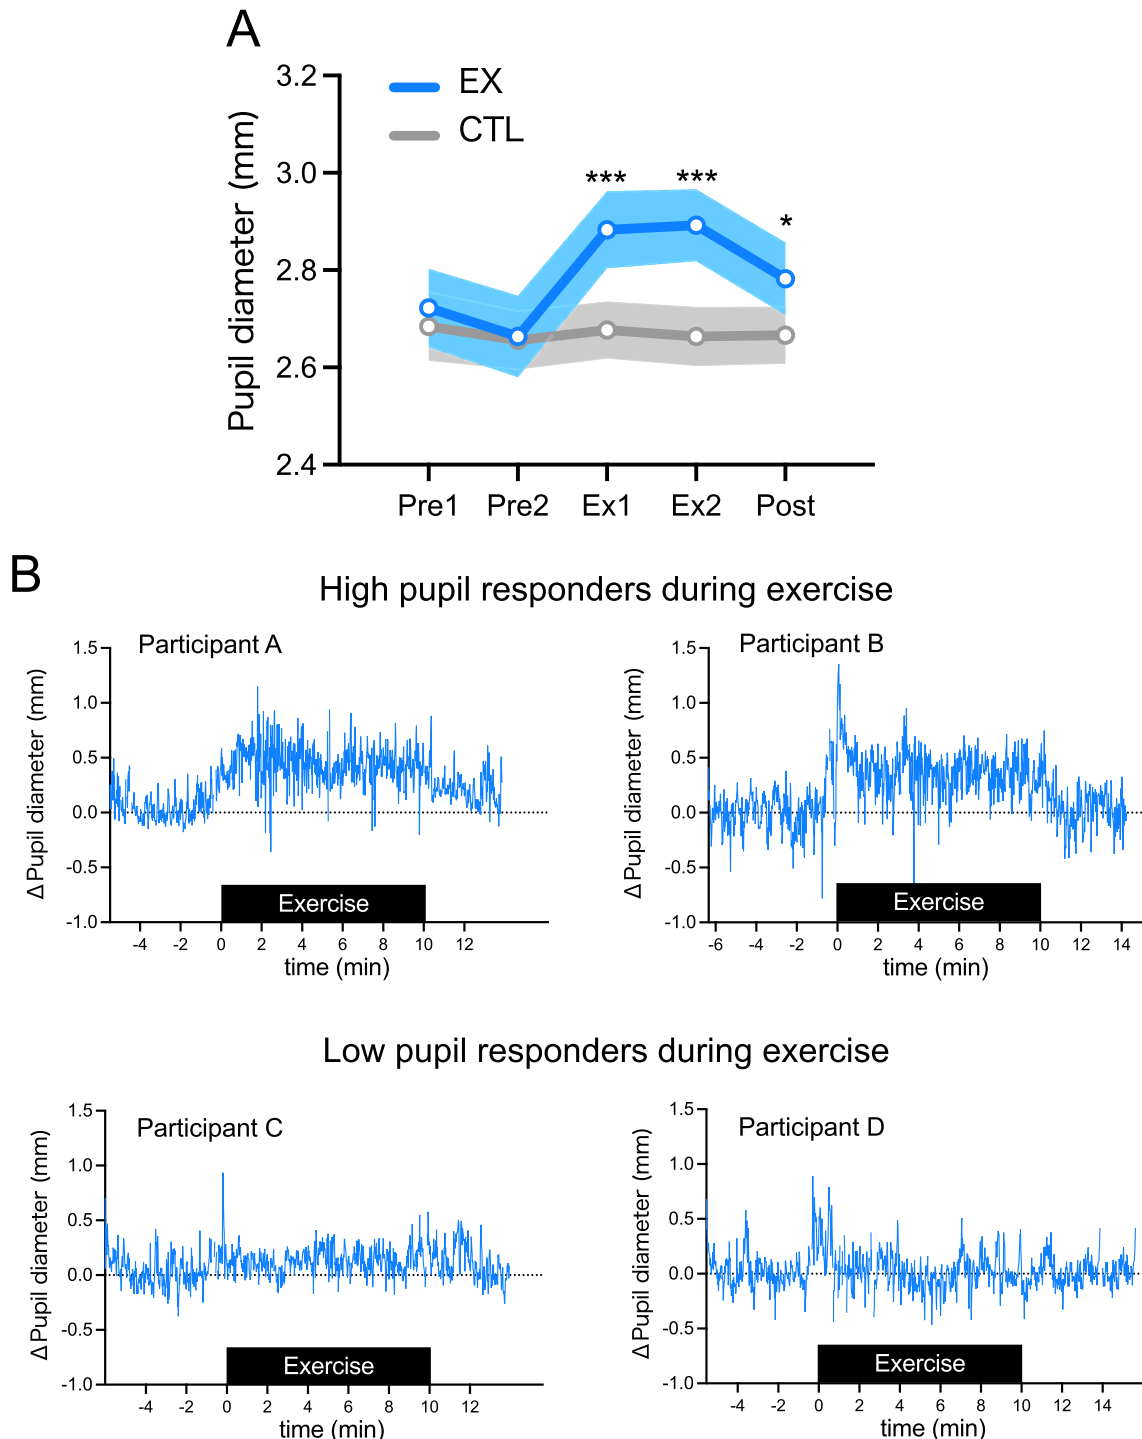 A
3.2
3.0
2.8
2.6
2.4
Pupil diameter (mm)
EX
CTL
***
***
*
Pre1 Pre2 Ex1 Ex2 Post
B
High pupil responders during exercise
Participant A
1.5
1.0
0.5
0.0
-0.5
-1.0
Δ Pupil diameter (mm)
Exercise
-4 -2 0 2 4 6 8 10 12
time (min)
Participant B
1.5
1.0
0.5
0.0
-0.5
-1.0
Δ Pupil diameter (mm)
Exercise
-6 -4 -2 0 2 4 6 8 10 12 14
time (min)
Low pupil responders during exercise
Participant C
1.5
1.0
0.5
0.0
-0.5
-1.0
Δ Pupil diameter (mm)
Exercise
-4 -2 0 2 4 6 8 10 12
time (min)
Participant D
1.5
1.0
0.5
0.0
-0.5
-1.0
Δ Pupil diameter (mm)
Exercise
-4 -2 0 2 4 6 8 10 12 14
time (min)